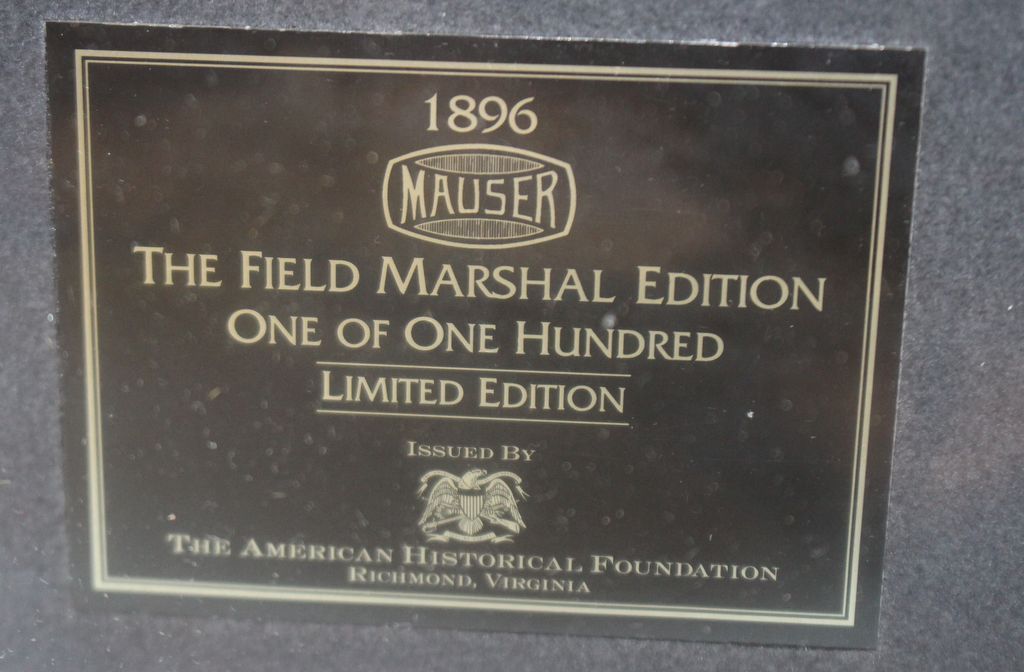 1896
MAUSER
THE FIELD MARSHAL EDITION
ONE OF ONE HUNDRED
LIMITED EDITION
ISSUED BY
THE AMERICAN HISTORICAL FOUNDATION
RICHMOND, VIRGINIA